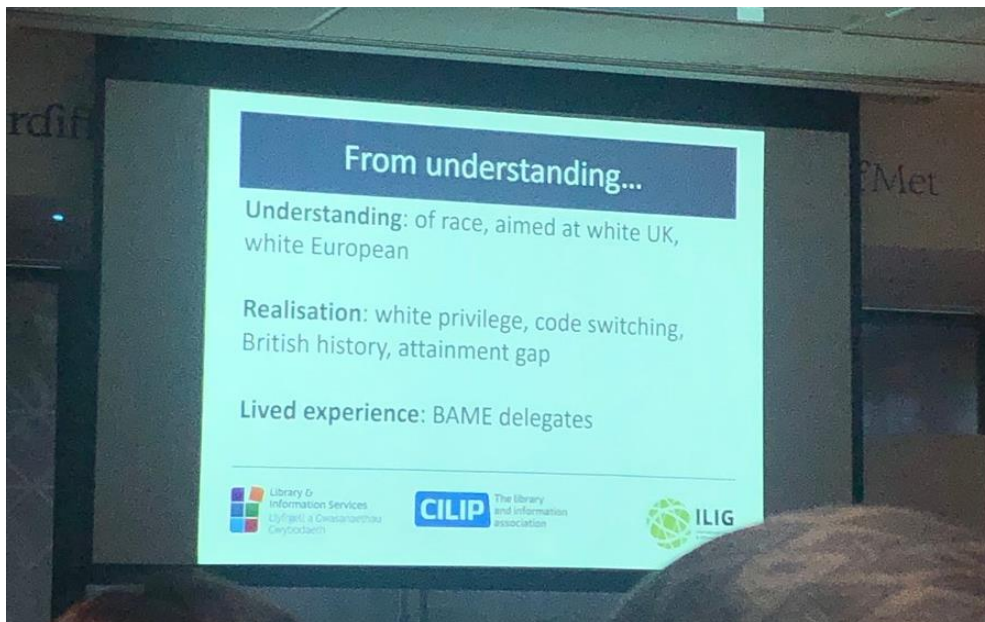 rdiff
fMet
From understanding...
Understanding: of race, aimed at white UK,
white European
Realisation: white privilege, code switching,
British history, attainment gap
Lived experience: BAME delegates
Library &
Information Services
Llyfrgell a Gwasanaethau
Gwybodaeth
CILIP
The library
and information
association
ILIG